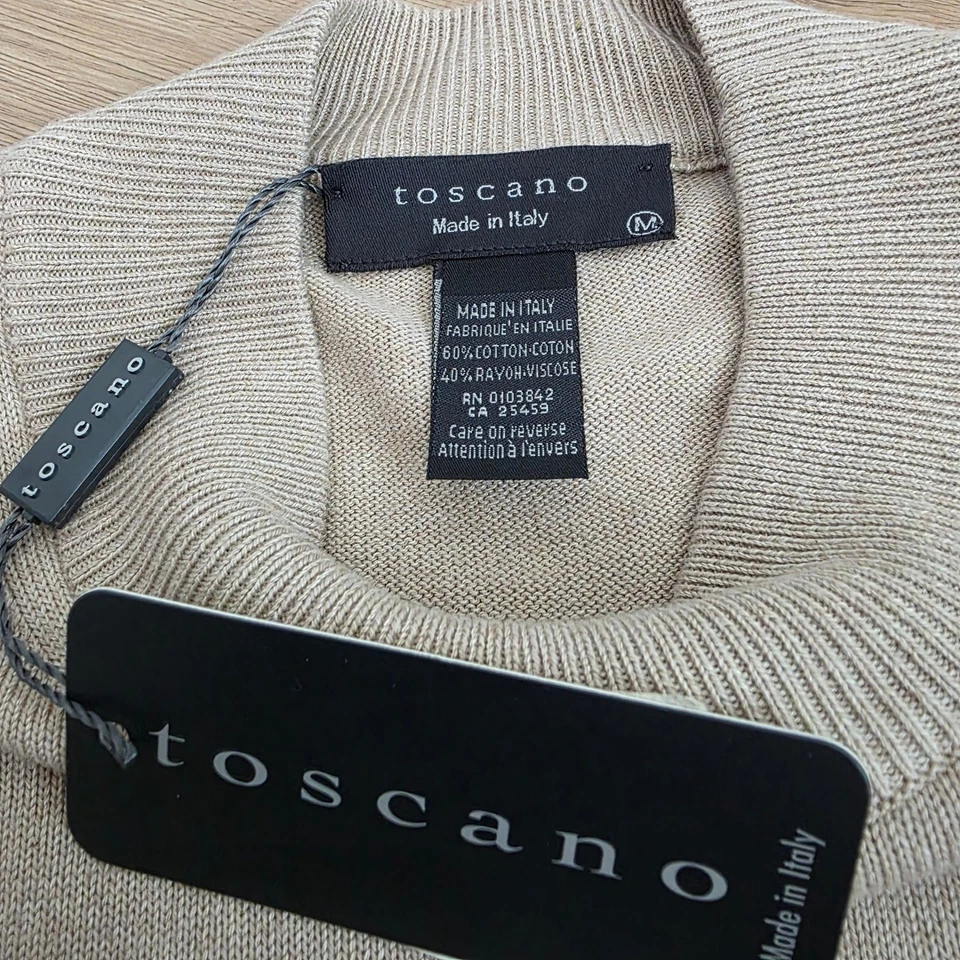 toscano
Made in Italy
M
MADE IN ITALY
FABRIQUE' EN ITALIE
60% COTTON·COTON
40% RAYON·VISCOSE
RN 0103842
CA 25459
Care on reverse
Attention à l'envers
toscano
toscano
Made in Italy